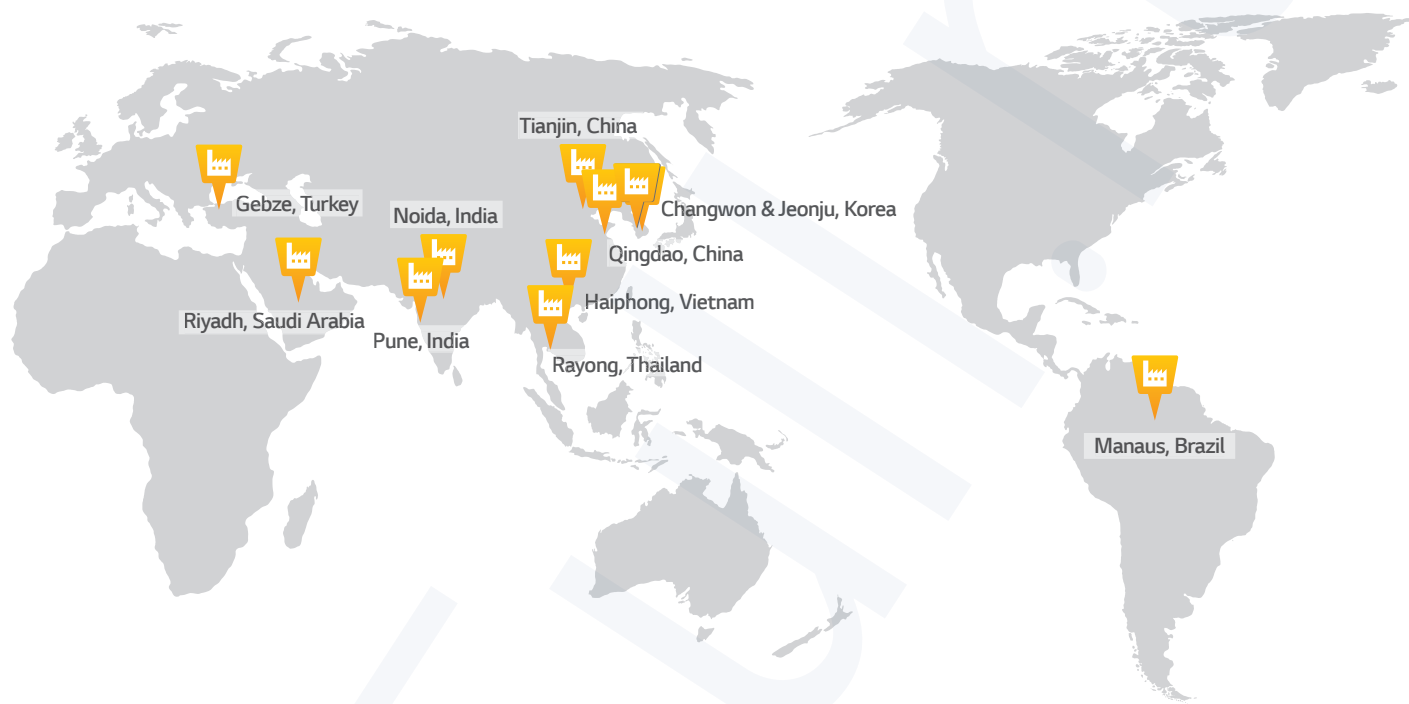 Tianjin, China
Gebze, Turkey
Noida, India
Changwon & Jeonju, Korea
Qingdao, China
Haiphong, Vietnam
Riyadh, Saudi Arabia
Pune, India
Rayong, Thailand
Manaus, Brazil